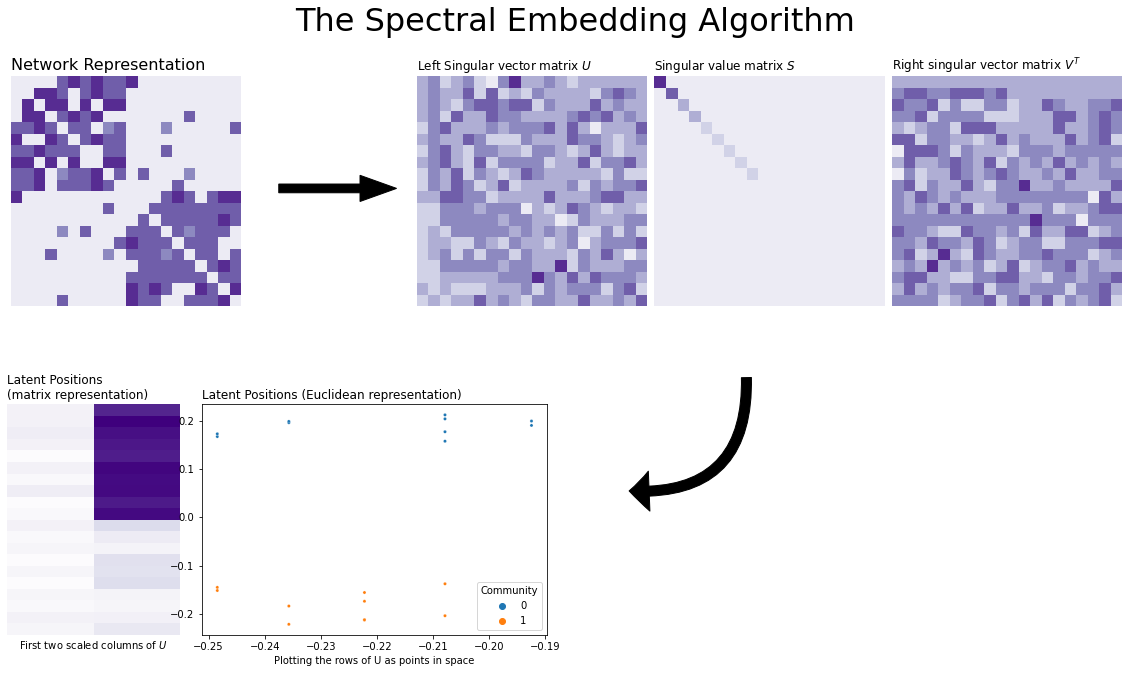 The Spectral Embedding Algorithm
Network Representation
Left Singular vector matrix U
Singular value matrix S
Right singular vector matrix V^T
Latent Positions
(matrix representation)
Latent Positions (Euclidean representation)
0.2
0.1
0.0
−0.1
−0.2
Community
0
1
−0.25
−0.24
−0.23
−0.22
−0.21
−0.20
−0.19
First two scaled columns of U
Plotting the rows of U as points in space